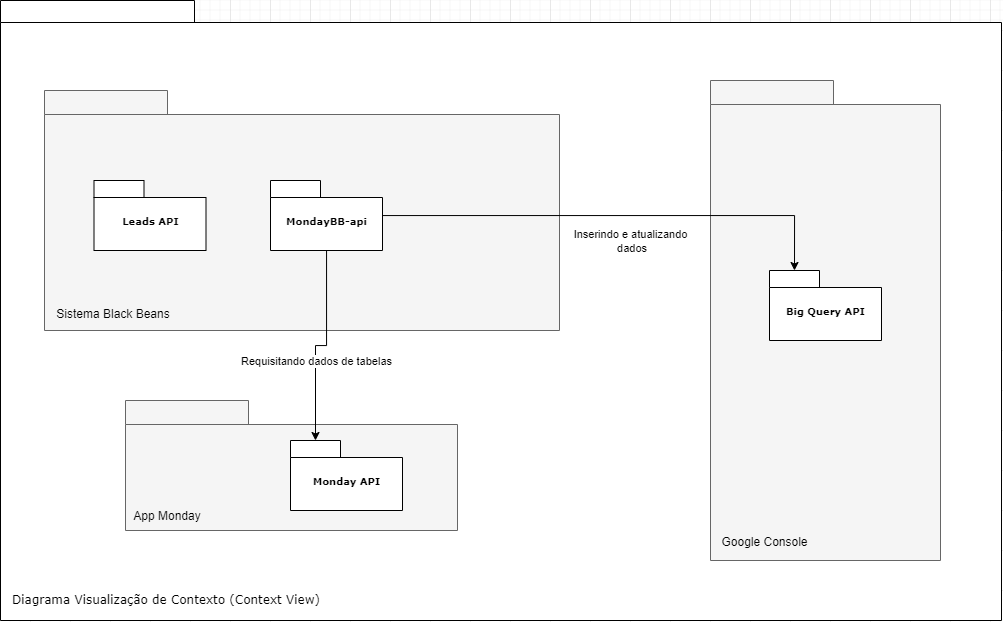 Leads API
MondayBB-api
Inserindo e atualizando
dados
Big Query API
Sistema Black Beans
Requisitando dados de tabelas
Monday API
App Monday
Google Console
Diagrama Visualização de Contexto (Context View)